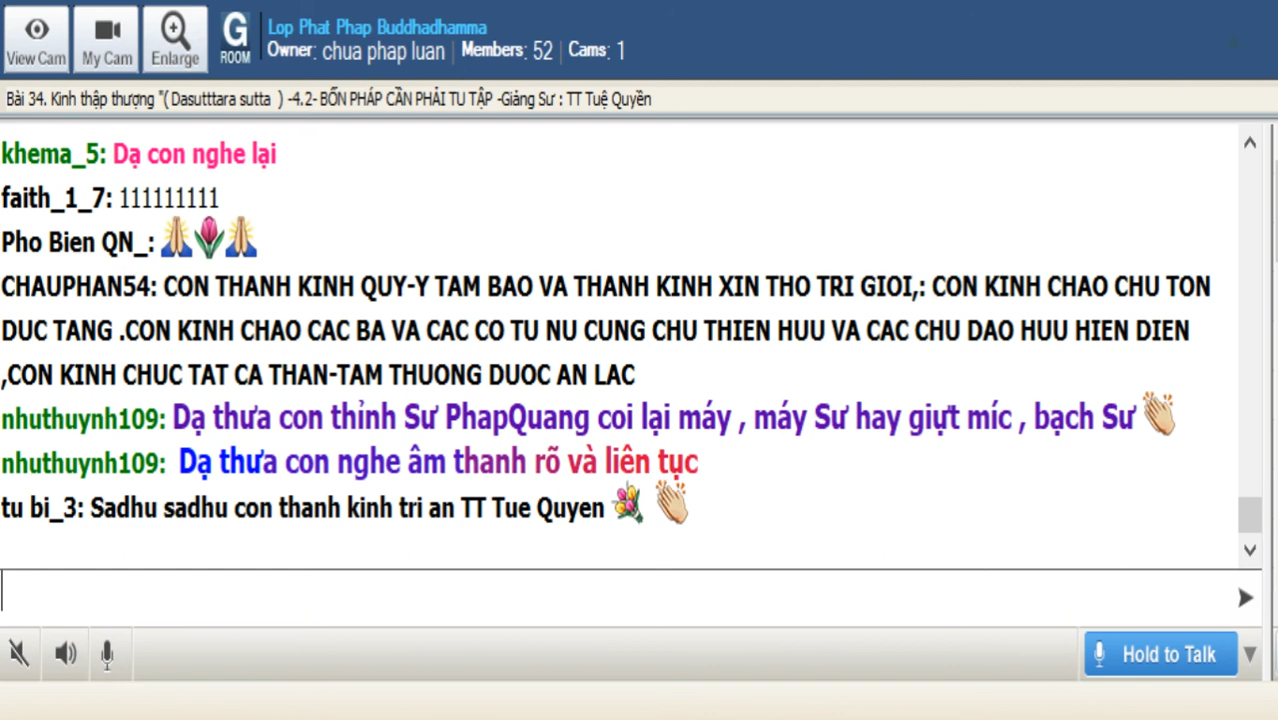 View Cam
My Cam
Enlarge
G
ROOM
Lop Phat Phap Buddhadhamma
Owner: chua phap luan | Members: 52 | Cams: 1
Bài 34. Kinh thập thượng "( Dasutttara sutta ) -4.2- BỐN PHÁP CẦN PHẢI TU TẬP -Giảng Sư : TT Tuệ Quyền
khema_5: Dạ con nghe lại
faith_1_7: 111111111
Pho Bien QN_: 🙏🌷🙏
CHAUPHAN54: CON THANH KINH QUY-Y TAM BAO VA THANH KINH XIN THO TRI GIOI,: CON KINH CHAO CHU TON
DUC TANG .CON KINH CHAO CAC BA VA CAC CO TU NU CUNG CHU THIEN HUU VA CAC CHU DAO HUU HIEN DIEN
,CON KINH CHUC TAT CA THAN-TAM THUONG DUOC AN LAC
nhuthuynh109: Dạ thưa con thỉnh Sư PhapQuang coi lại máy , máy Sư hay giựt míc , bạch Sư 👏
nhuthuynh109: Dạ thưa con nghe âm thanh rõ và liên tục
tu bi_3: Sadhu sadhu con thanh kinh tri an TT Tue Quyen 💐 👏
Hold to Talk